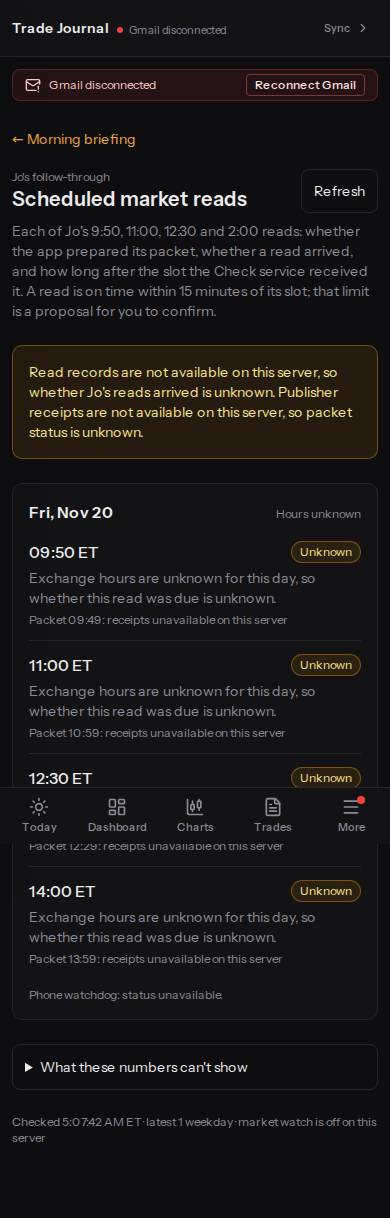 Trade Journal
Gmail disconnected
Sync
Gmail disconnected
Reconnect Gmail
← Morning briefing
Jo's follow-through
Scheduled market reads
Refresh
Each of Jo's 9:50, 11:00, 12:30 and 2:00 reads: whether
the app prepared its packet, whether a read arrived,
and how long after the slot the Check service received
it. A read is on time within 15 minutes of its slot; that limit
is a proposal for you to confirm.
Read records are not available on this server, so
whether Jo's reads arrived is unknown. Publisher
receipts are not available on this server, so packet
status is unknown.
Fri, Nov 20
Hours unknown
09:50 ET
Unknown
Exchange hours are unknown for this day, so
whether this read was due is unknown.
Packet 09:49: receipts unavailable on this server
11:00 ET
Unknown
Exchange hours are unknown for this day, so
whether this read was due is unknown.
Packet 10:59: receipts unavailable on this server
12:30 ET
Unknown
Today
Dashboard
Charts
Trades
More
Packet 12:29: receipts unavailable on this server
14:00 ET
Unknown
Exchange hours are unknown for this day, so
whether this read was due is unknown.
Packet 13:59: receipts unavailable on this server
Phone watchdog: status unavailable.
▶ What these numbers can't show
Checked 5:07:42 AM ET · latest 1 weekday · market watch is off on this
server